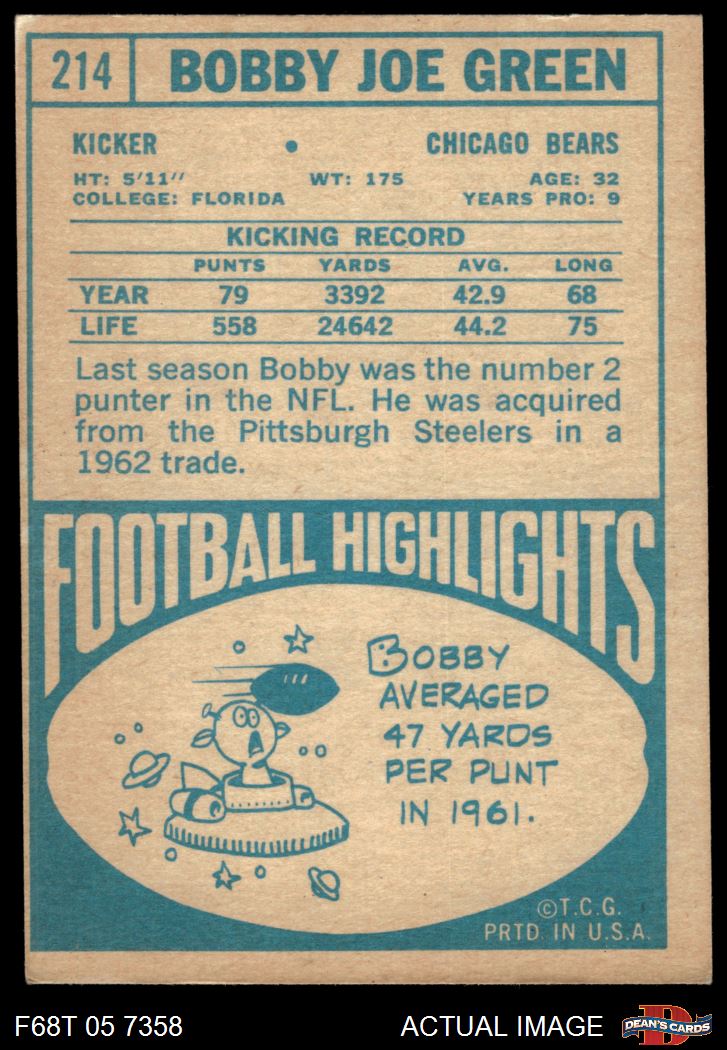 214 BOBBY JOE GREEN
KICKER • CHICAGO BEARS
HT: 5'11" WT: 175 AGE: 32
COLLEGE: FLORIDA YEARS PRO: 9
KICKING RECORD
PUNTS YARDS AVG. LONG
YEAR 79 3392 42.9 68
LIFE 558 24642 44.2 75
Last season Bobby was the number 2
punter in the NFL. He was acquired
from the Pittsburgh Steelers in a
1962 trade.
FOOTBALL HIGHLIGHTS
BOBBY
AVERAGED
47 YARDS
PER PUNT
IN 1961.
©T.C.G.
PRTD. IN U.S.A.
F68T 05 7358 ACTUAL IMAGE D DEAN'S CARDS